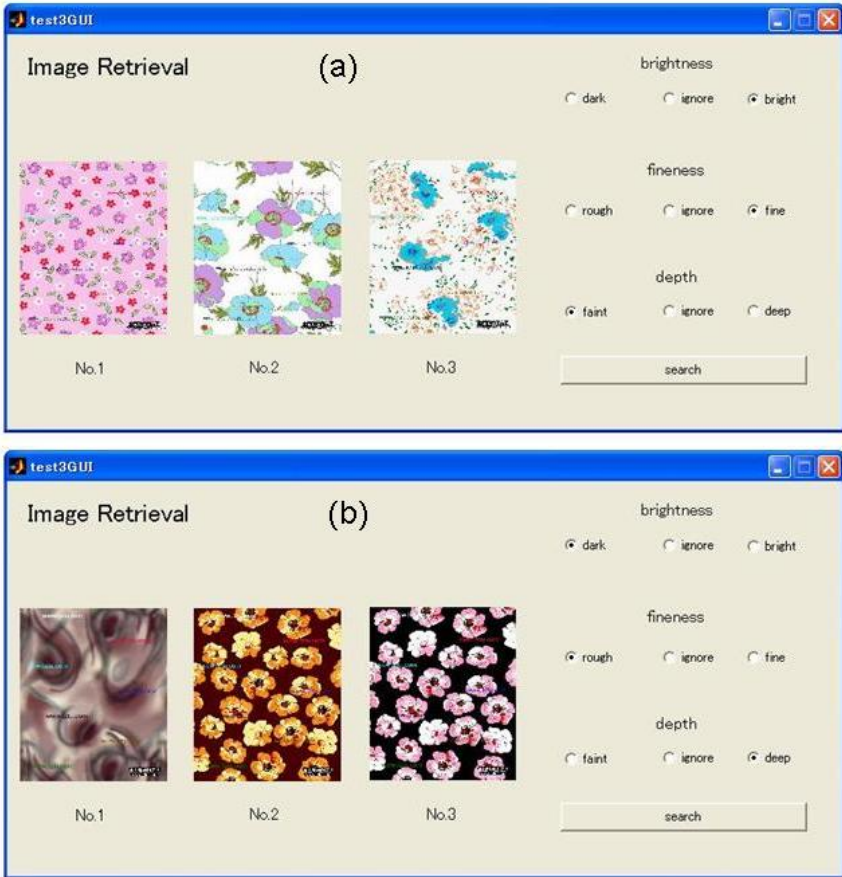 test3GUI
Image Retrieval
(a)
brightness
dark ignore bright
fineness
rough ignore fine
depth
faint ignore deep
search
No.1 No.2 No.3
test3GUI
Image Retrieval
(b)
brightness
dark ignore bright
fineness
rough ignore fine
depth
faint ignore deep
search
No.1 No.2 No.3